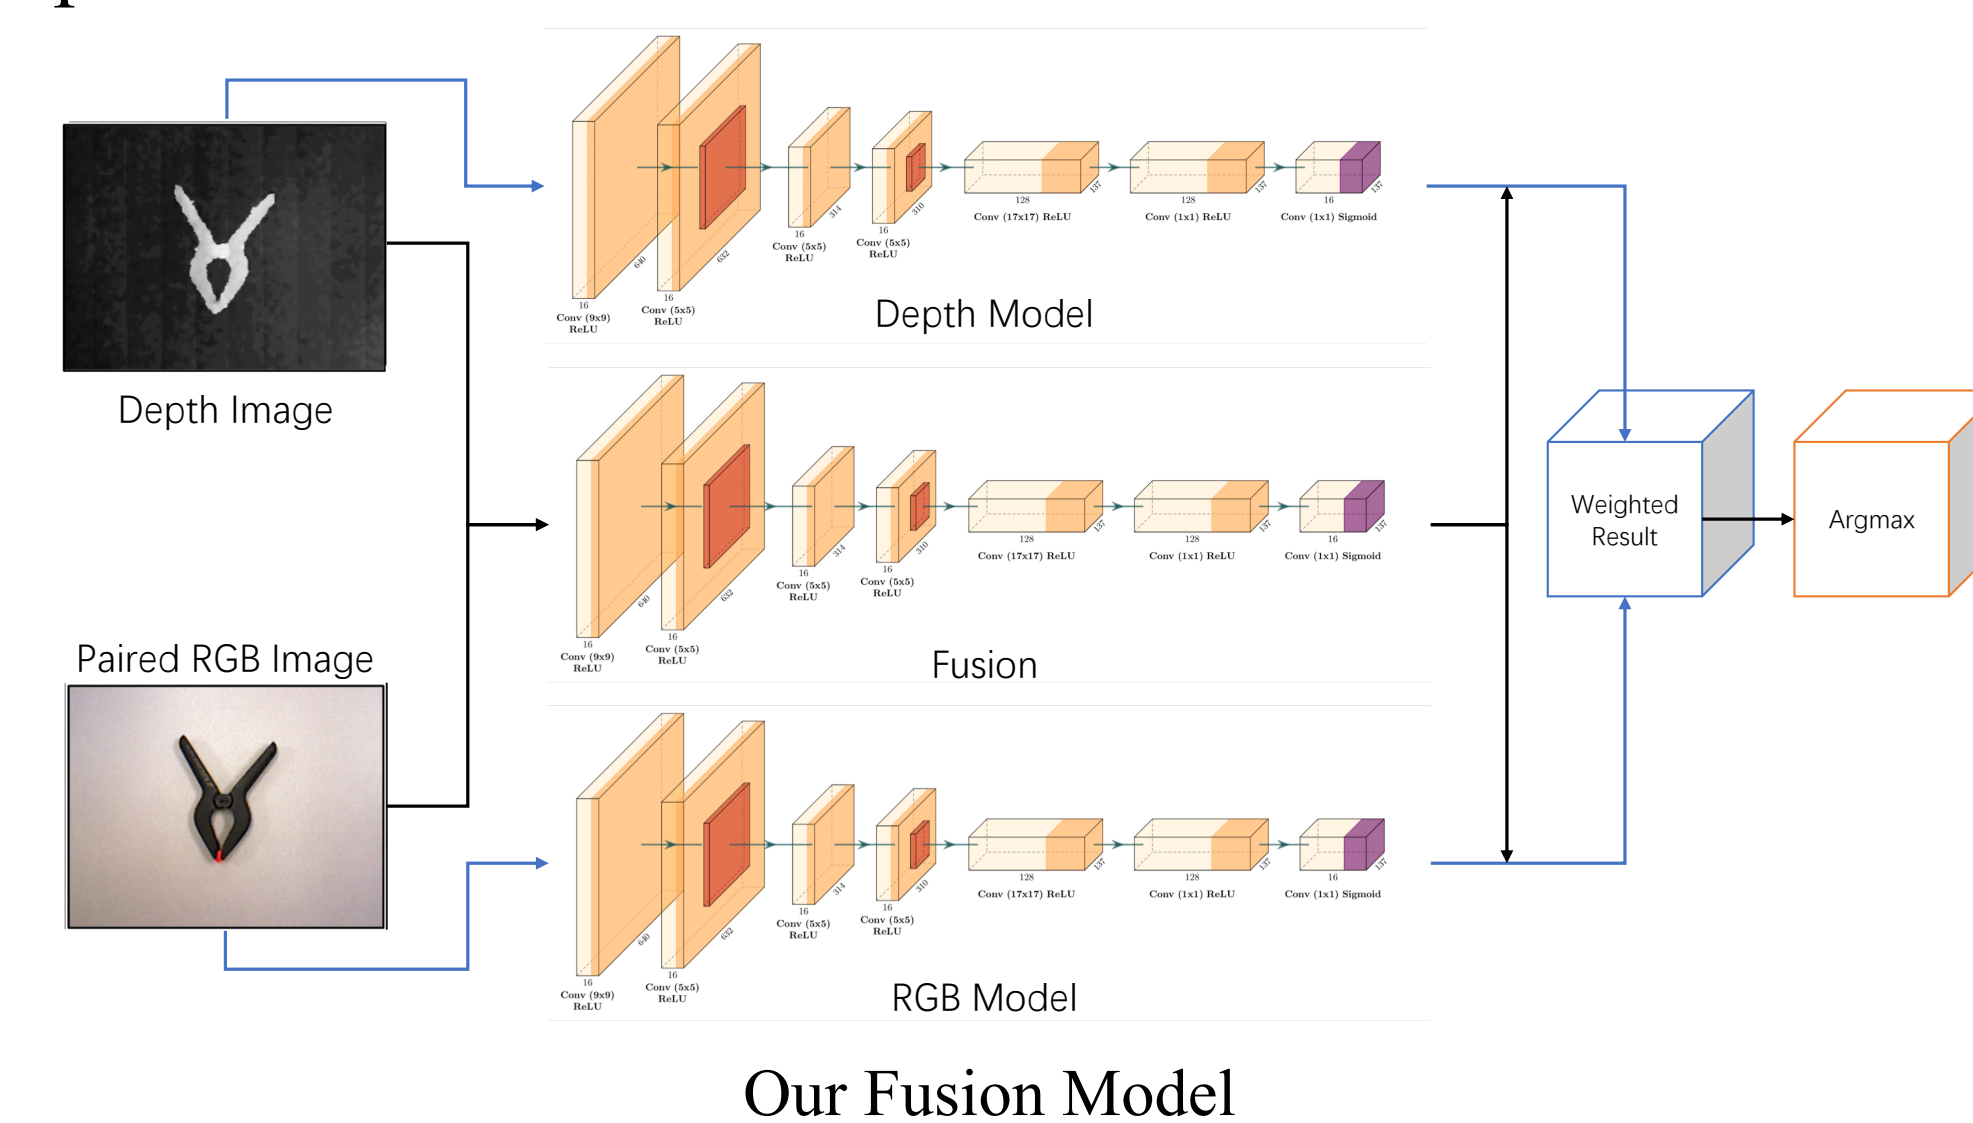 640
632
314
310
137
137
137
16
Conv (9x9)
ReLU
16
Conv (5x5)
ReLU
16
Conv (5x5)
ReLU
16
Conv (5x5)
ReLU
128
Conv (17x17) ReLU
128
Conv (1x1) ReLU
16
Conv (1x1) Sigmoid
Depth Model
Depth Image
640
632
314
310
137
137
137
16
Conv (9x9)
ReLU
16
Conv (5x5)
ReLU
16
Conv (5x5)
ReLU
16
Conv (5x5)
ReLU
128
Conv (17x17) ReLU
128
Conv (1x1) ReLU
16
Conv (1x1) Sigmoid
Fusion
Weighted
Result
Argmax
Paired RGB Image
640
632
314
310
137
137
137
16
Conv (9x9)
ReLU
16
Conv (5x5)
ReLU
16
Conv (5x5)
ReLU
16
Conv (5x5)
ReLU
128
Conv (17x17) ReLU
128
Conv (1x1) ReLU
16
Conv (1x1) Sigmoid
RGB Model
Our Fusion Model